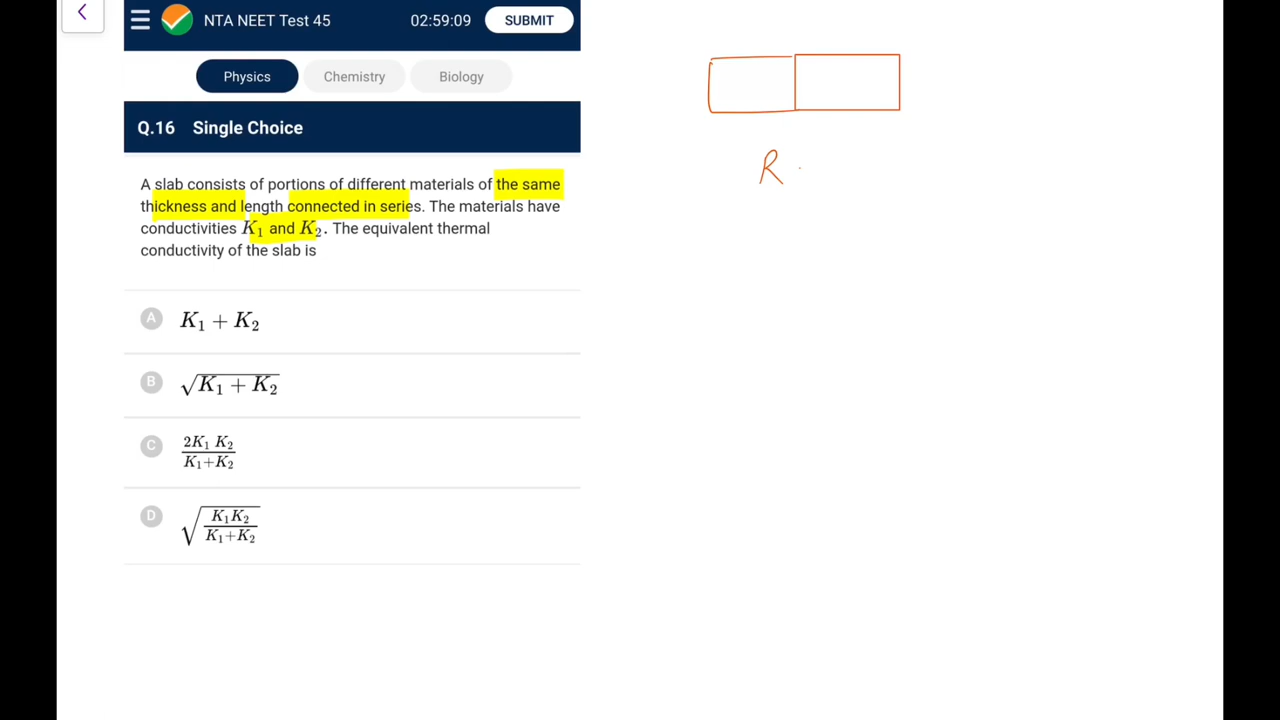 NTA NEET Test 45 02:59:09 SUBMIT
Physics Chemistry Biology
Q.16 Single Choice
A slab consists of portions of different materials of the same
thickness and length connected in series. The materials have
conductivities K₁ and K₂. The equivalent thermal
conductivity of the slab is
A K₁ + K₂
B √(K₁ + K₂)
C 2K₁ K₂ / K₁+K₂
D √(K₁K₂ / K₁+K₂)
R